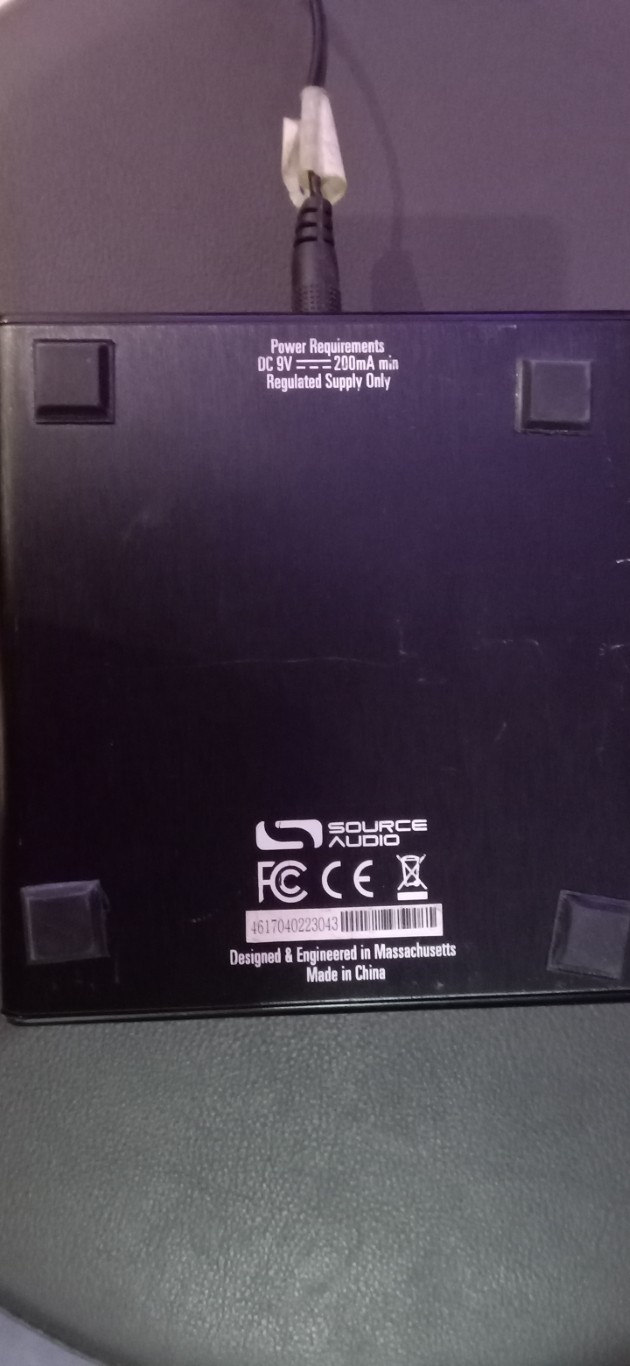 Power Requirements
DC 9V ⎓ 200mA min
Regulated Supply Only
SOURCE
AUDIO
FC CE
4617040223043
Designed & Engineered in Massachusetts
Made in China